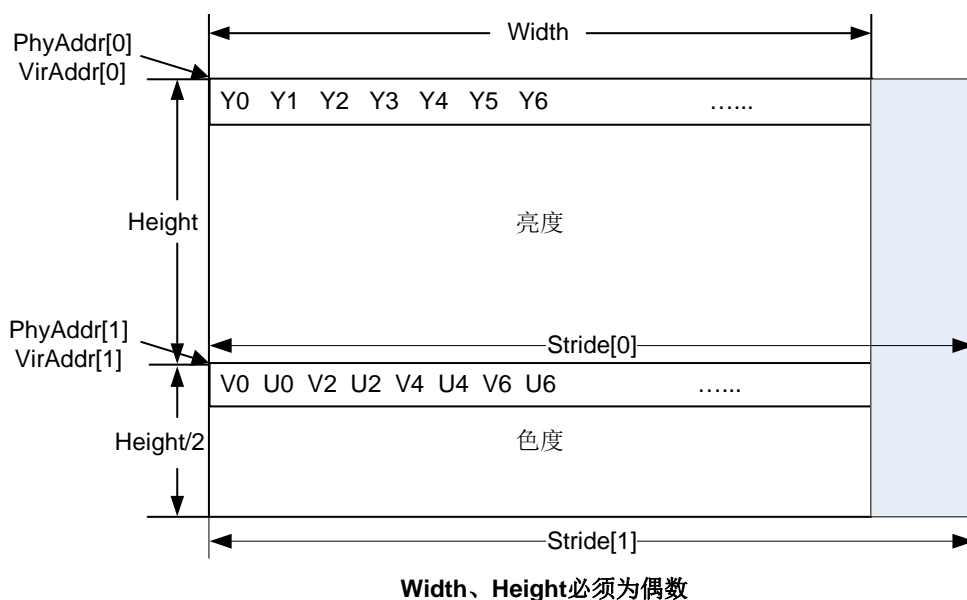 Width
PhyAddr[0]
VirAddr[0]
Y0 Y1 Y2 Y3 Y4 Y5 Y6 …...
Height
亮度
PhyAddr[1]
VirAddr[1]
Stride[0]
V0 U0 V2 U2 V4 U4 V6 U6 …...
Height/2
色度
Stride[1]
Width、Height必须为偶数